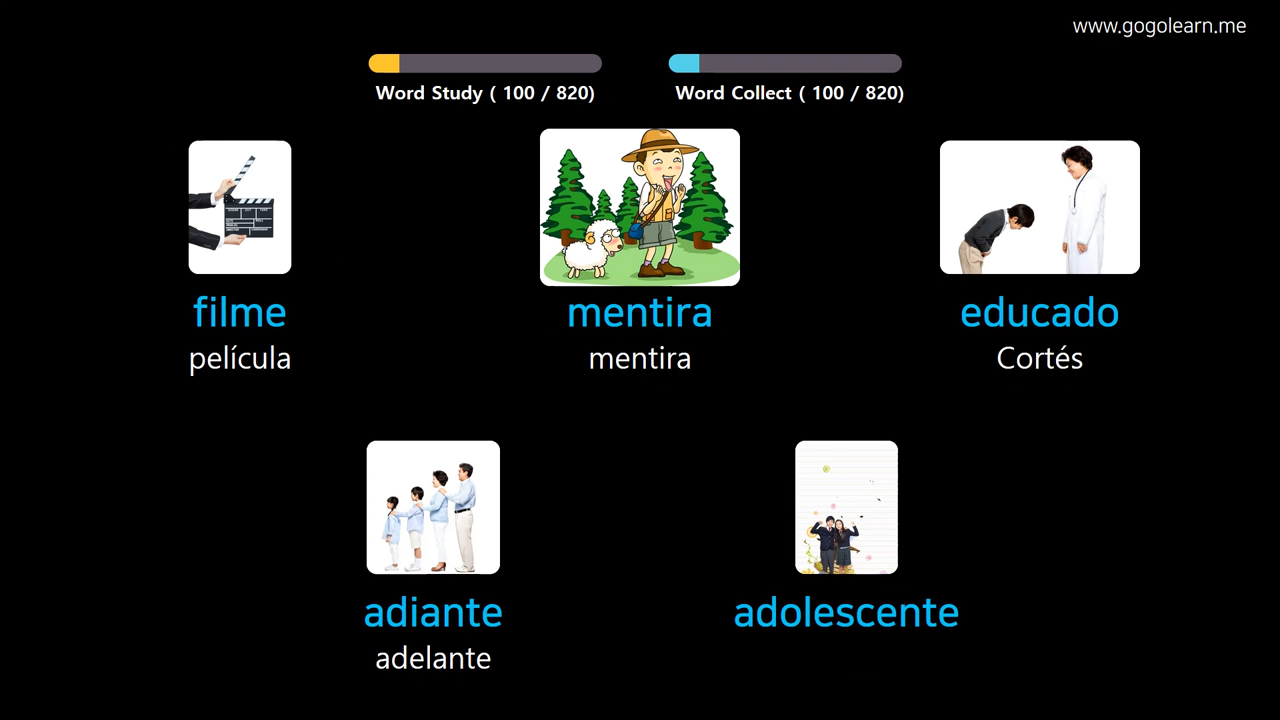 www.gogolearn.me
Word Study ( 100 / 820)
Word Collect ( 100 / 820)
filme
película
mentira
mentira
educado
Cortés
adiante
adelante
adolescente